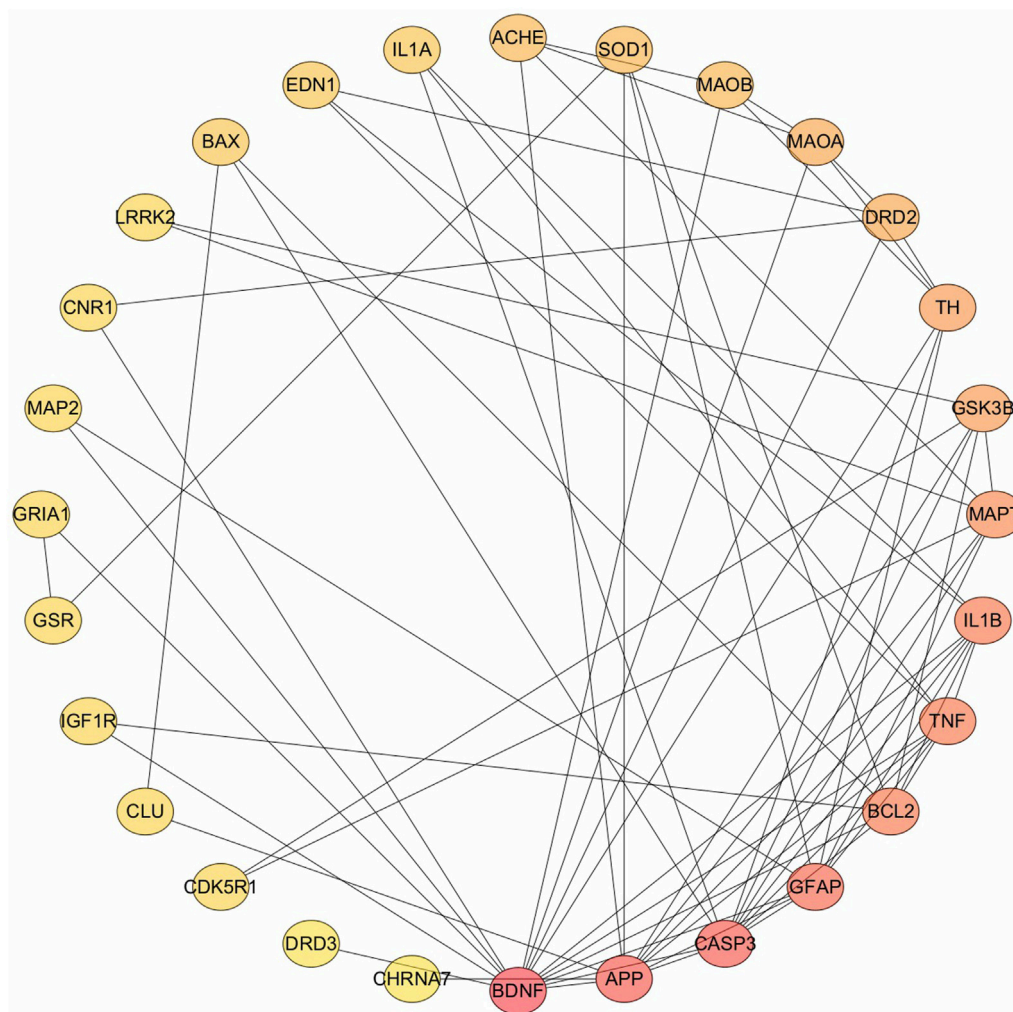 ACHE
SOD1
IL1A
MAOB
EDN1
BAX
MAOA
LRRK2
DRD2
CNR1
TH
MAP2
GSK3B
GRIA1
MAPT
GSR
IL1B
IGF1R
TNF
CLU
BCL2
CDK5R1
GFAP
DRD3
CASP3
CHRNA7
APP
BDNF